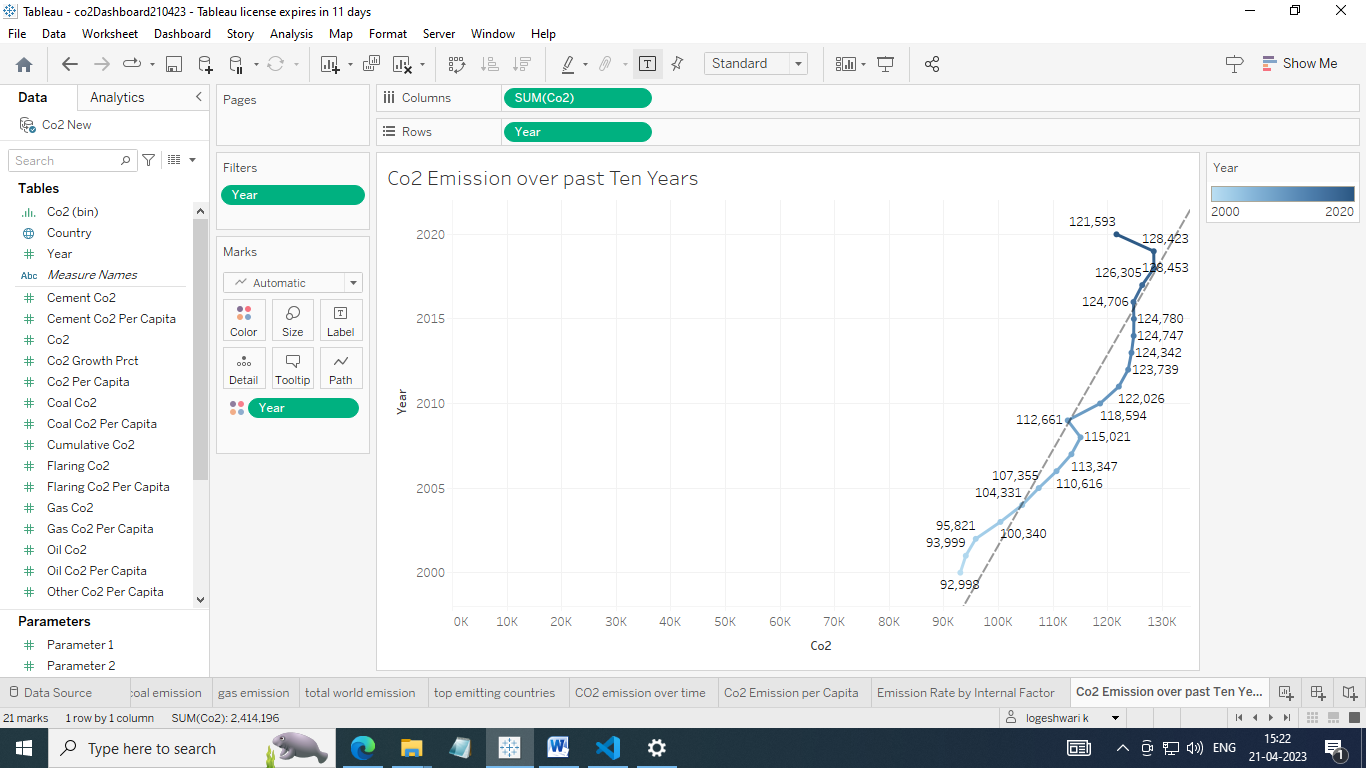 Tableau - co2Dashboard210423 - Tableau license expires in 11 days
File Data Worksheet Dashboard Story Analysis Map Format Server Window Help
Standard
Show Me
Data Analytics
Co2 New
Search
Tables
Co2 (bin)
Country
Year
Abc Measure Names
Cement Co2
Cement Co2 Per Capita
Co2
Co2 Growth Prct
Co2 Per Capita
Coal Co2
Coal Co2 Per Capita
Cumulative Co2
Flaring Co2
Flaring Co2 Per Capita
Gas Co2
Gas Co2 Per Capita
Oil Co2
Oil Co2 Per Capita
Other Co2 Per Capita
Parameters
Parameter 1
Parameter 2
Pages
Filters
Year
Marks
Automatic
Color Size Label
Detail Tooltip Path
Year
Columns SUM(Co2)
Rows Year
Co2 Emission over past Ten Years
121,593
2020
128,423
128,453
126,305
124,706
2015
124,780
124,747
124,342
123,739
Year
122,026
2010
118,594
112,661
115,021
113,347
107,355
110,616
2005
104,331
95,821
100,340
93,999
2000
92,998
0K 10K 20K 30K 40K 50K 60K 70K 80K 90K 100K 110K 120K 130K
Co2
Year
2000 2020
Data Source coal emission gas emission total world emission top emitting countries CO2 emission over time Co2 Emission per Capita Emission Rate by Internal Factor Co2 Emission over past Ten Ye...
21 marks 1 row by 1 column SUM(Co2): 2,414,196 logeshwari k
Type here to search
ENG
15:22
21-04-2023
1